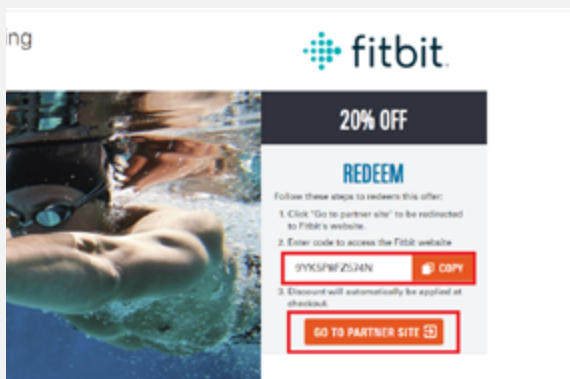 ing
fitbit
20% OFF
REDEEM
Follow these steps to redeem this offer:
1. Click "Go to partner site" to be redirected
to Fitbit's website.
2. Enter code to access the Fitbit website
COPY
3. Discount will automatically be applied at
checkout.
GO TO PARTNER SITE